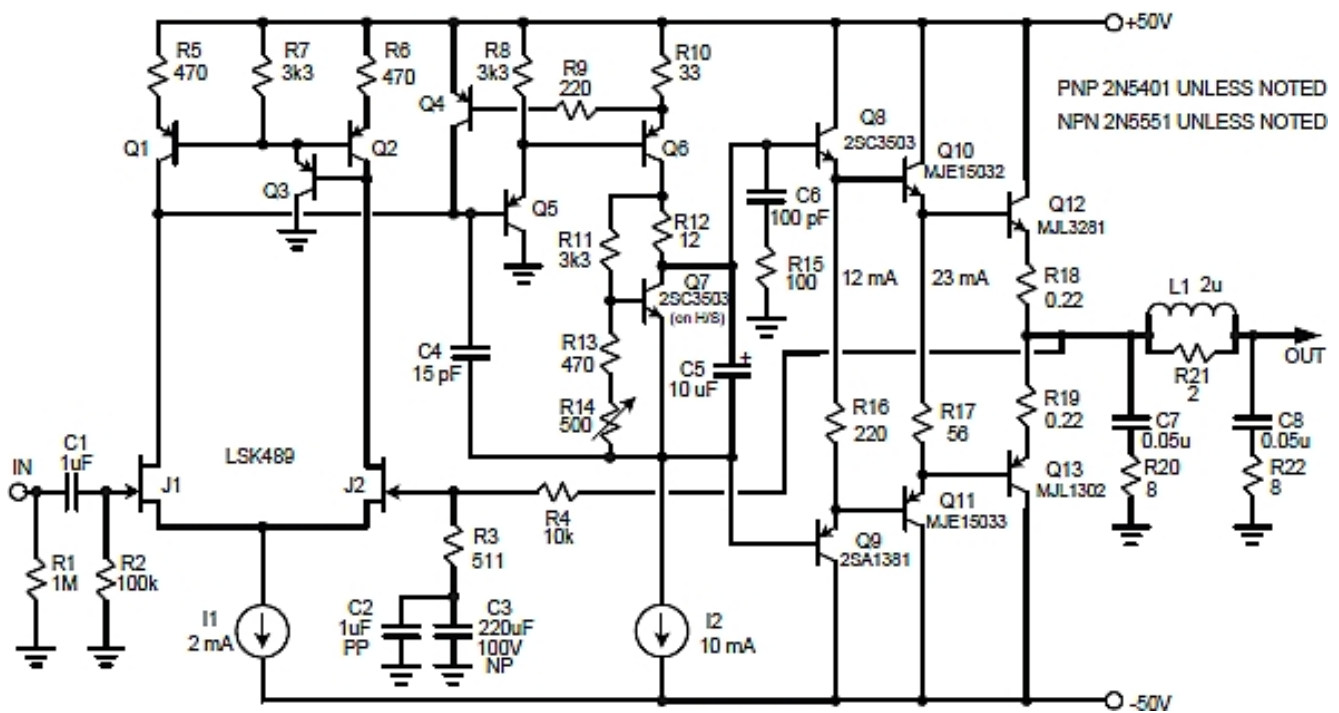 +50V
R5
470
R7
3k3
R6
470
Q4
R8
3k3
R9
220
R10
33
PNP 2N5401 UNLESS NOTED
NPN 2N5551 UNLESS NOTED
Q1
Q2
Q3
Q5
Q6
Q8
2SC3503
Q10
MJE15032
Q12
MJL3281
C6
100 pF
R11
3k3
R12
12
R15
100
12 mA
23 mA
R18
0.22
L1 2u
Q7
2SC3503
(on H/S)
C4
15 pF
R13
470
C5
10 uF
+
R14
500
R16
220
R17
56
R19
0.22
R21
2
OUT
C7
0.05u
C8
0.05u
IN
C1
1uF
J1
LSK489
J2
R4
10k
R3
511
Q9
2SA1381
Q11
MJE15033
Q13
MJL1302
R20
8
R22
8
R1
1M
R2
100k
I1
2 mA
C2
1uF
PP
C3
220uF
100V
NP
I2
10 mA
-50V